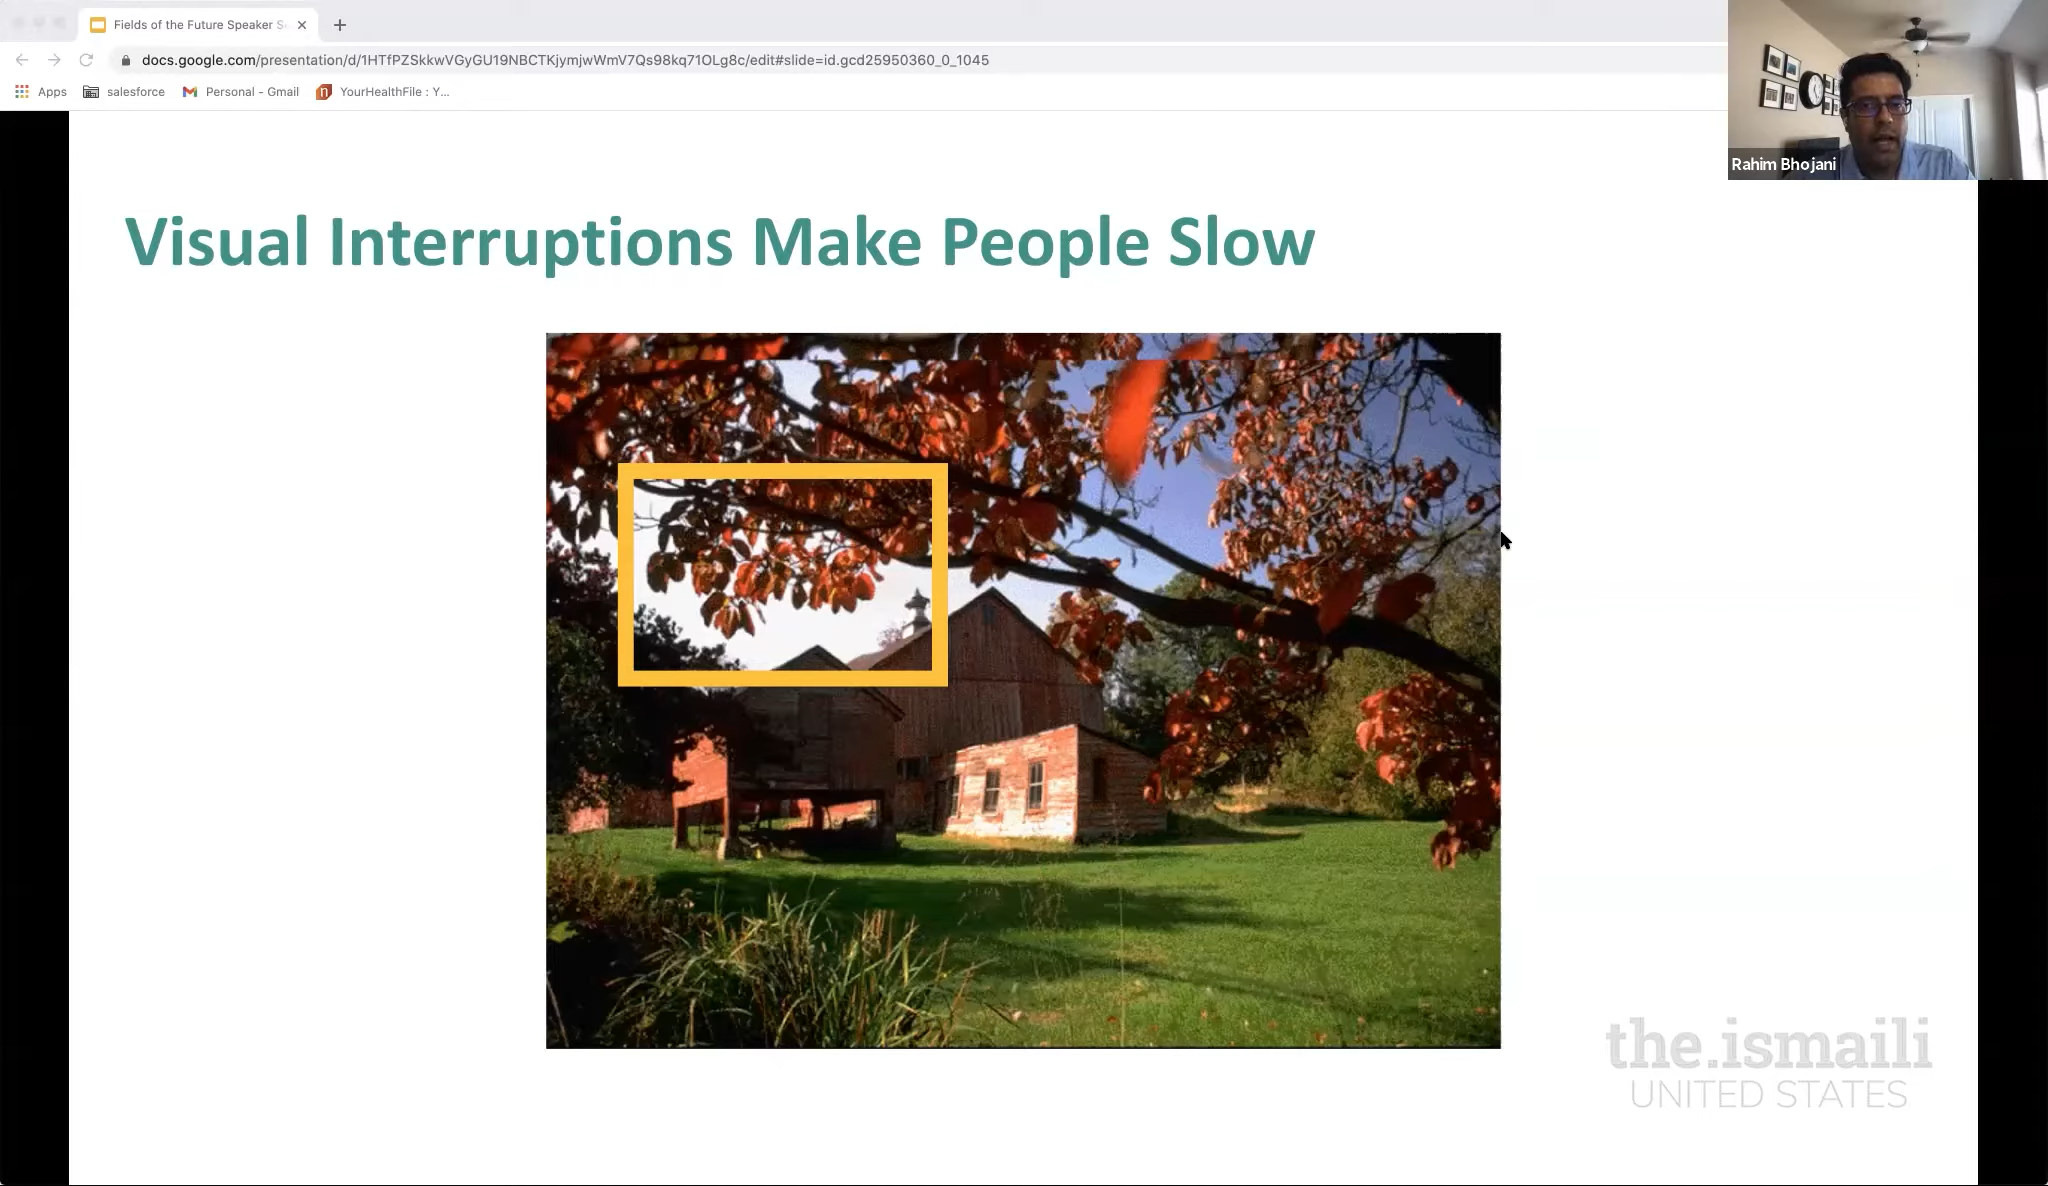 Fields of the Future Speaker S
docs.google.com/presentation/d/1HTfPZSkkwVGyGU19NBCTKjymjwWmV7Qs98kq71OLg8c/edit#slide=id.gcd25950360_0_1045
Apps salesforce Personal - Gmail YourHealthFile : Y...
Rahim Bhojani
Visual Interruptions Make People Slow
the.ismaili
UNITED STATES